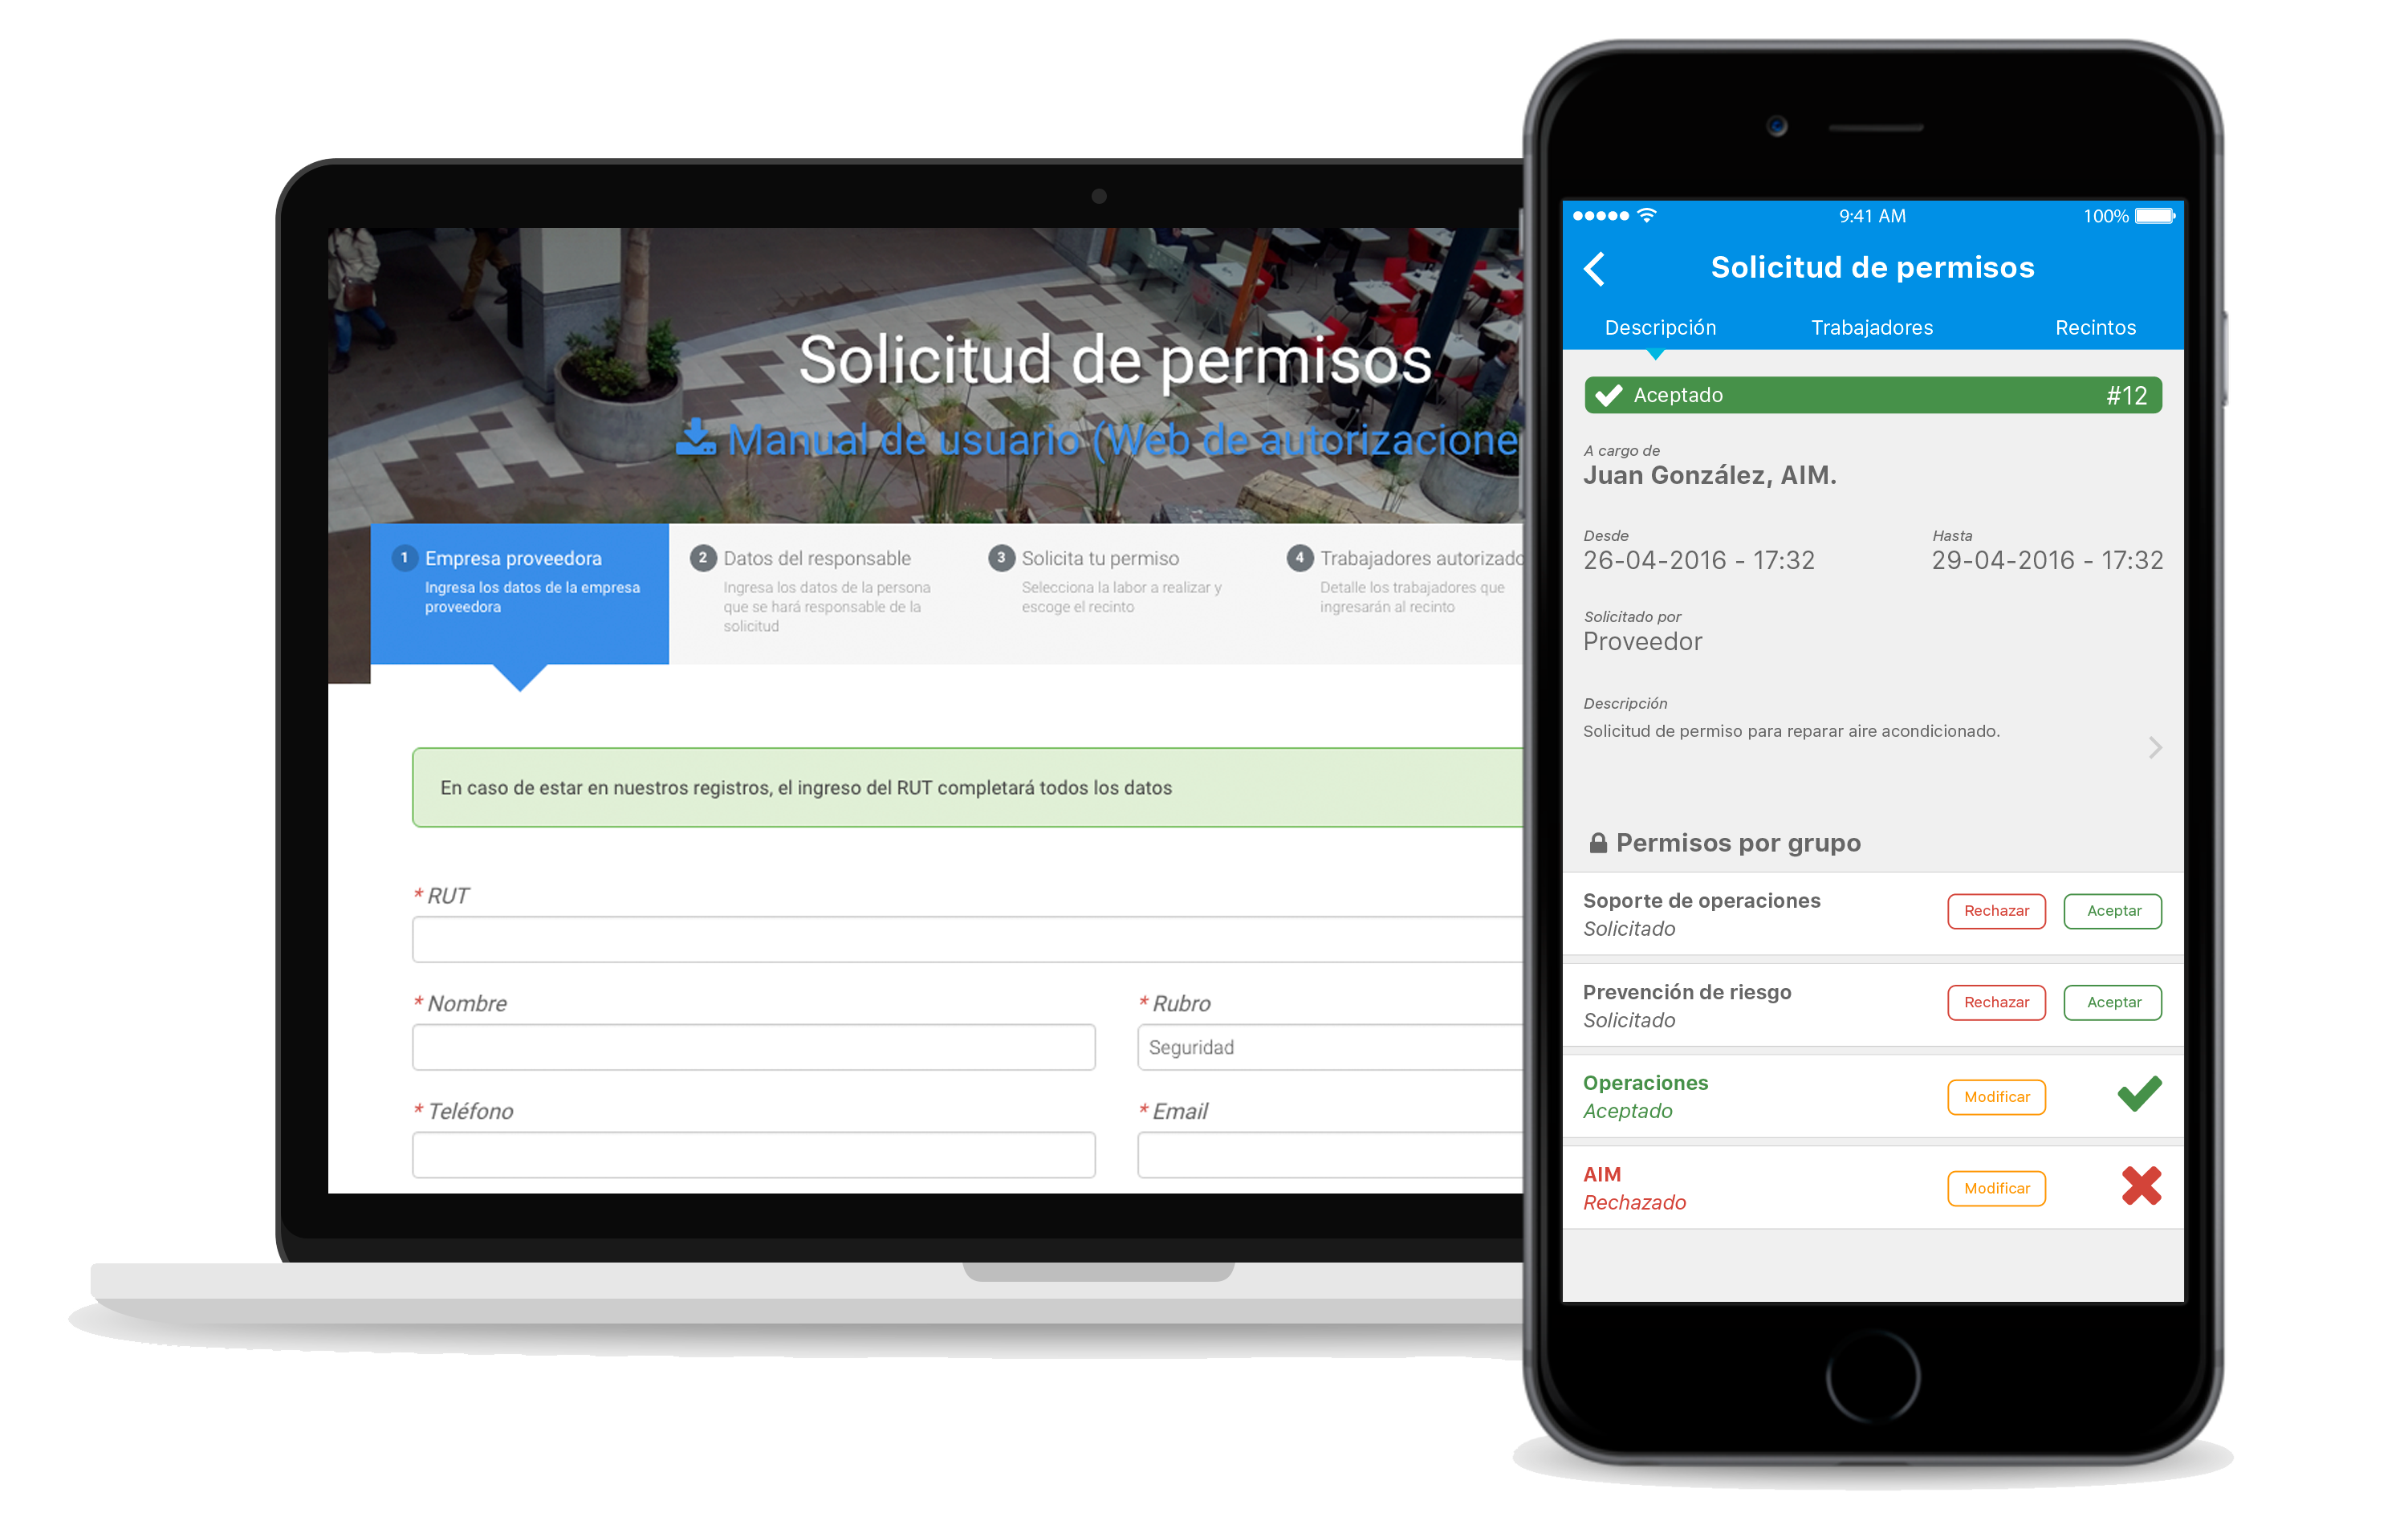 Solicitud de permisos
Manual de usuario (Web de autorizacione
1 Empresa proveedora
Ingresa los datos de la empresa
proveedora
2 Datos del responsable
Ingresa los datos de la persona
que se hará responsable de la
solicitud
3 Solicita tu permiso
Selecciona la labor a realizar y
escoge el recinto
4 Trabajadores autorizado
Detalle los trabajadores que
ingresarán al recinto
En caso de estar en nuestros registros, el ingreso del RUT completará todos los datos
* RUT
* Nombre
* Rubro
Seguridad
* Teléfono
* Email
9:41 AM 100%
Solicitud de permisos
Descripción Trabajadores Recintos
Aceptado #12
A cargo de
Juan González, AIM.
Desde Hasta
26-04-2016 - 17:32 29-04-2016 - 17:32
Solicitado por
Proveedor
Descripción
Solicitud de permiso para reparar aire acondicionado.
Permisos por grupo
Soporte de operaciones
Solicitado
Rechazar Aceptar
Prevención de riesgo
Solicitado
Rechazar Aceptar
Operaciones
Aceptado
Modificar
AIM
Rechazado
Modificar